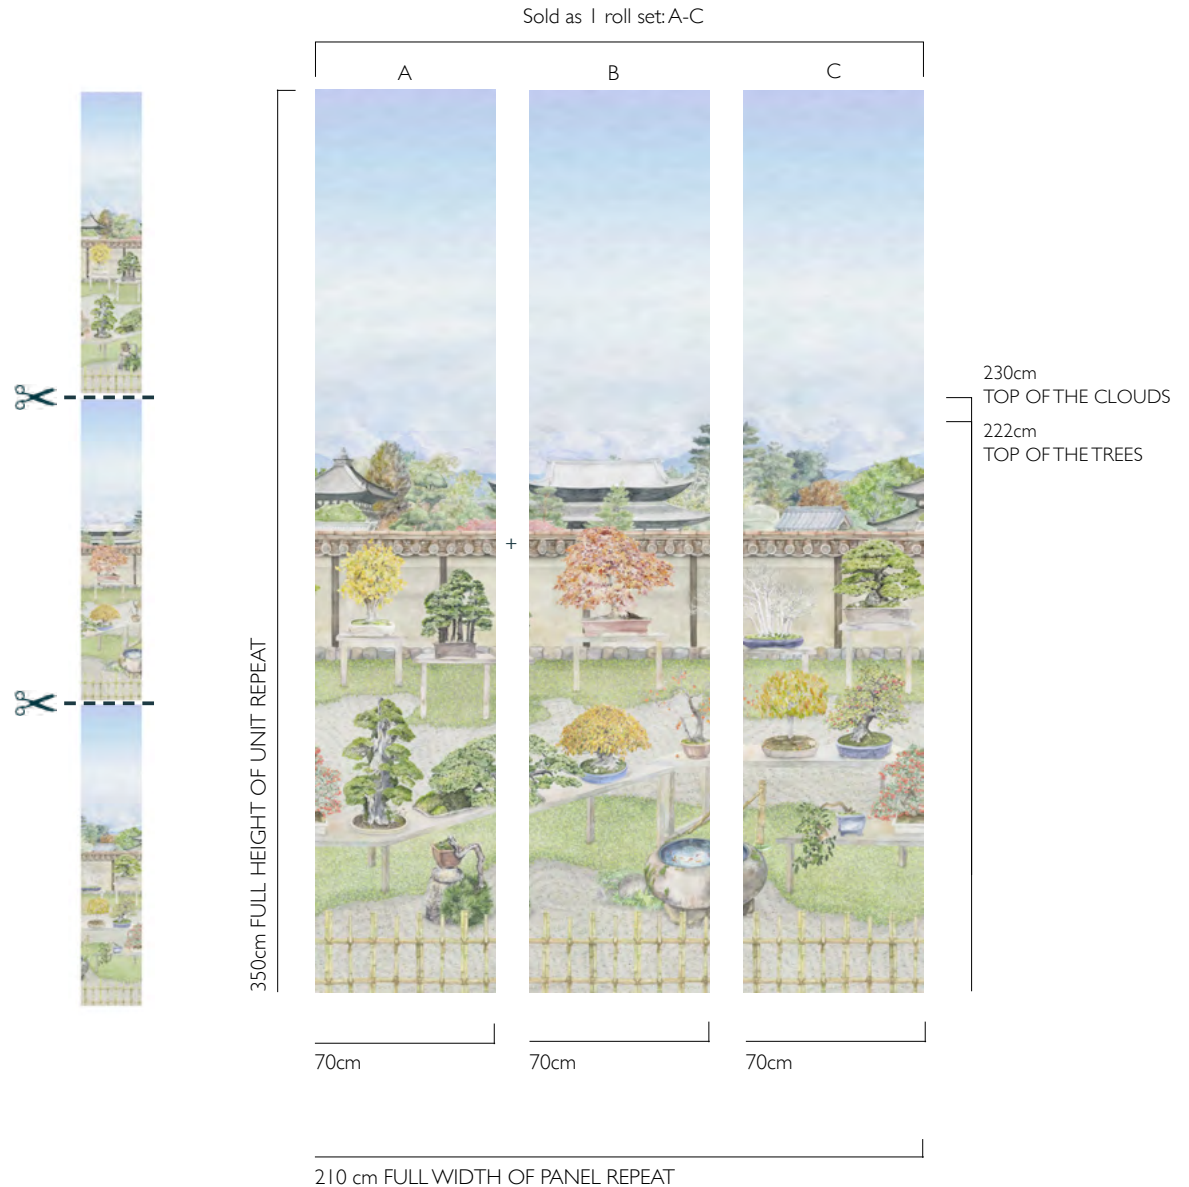 Sold as 1 roll set: A-C
A
B
C
230cm
TOP OF THE CLOUDS
222cm
TOP OF THE TREES
+
350cm FULL HEIGHT OF UNIT REPEAT
70cm
70cm
70cm
210 cm FULL WIDTH OF PANEL REPEAT